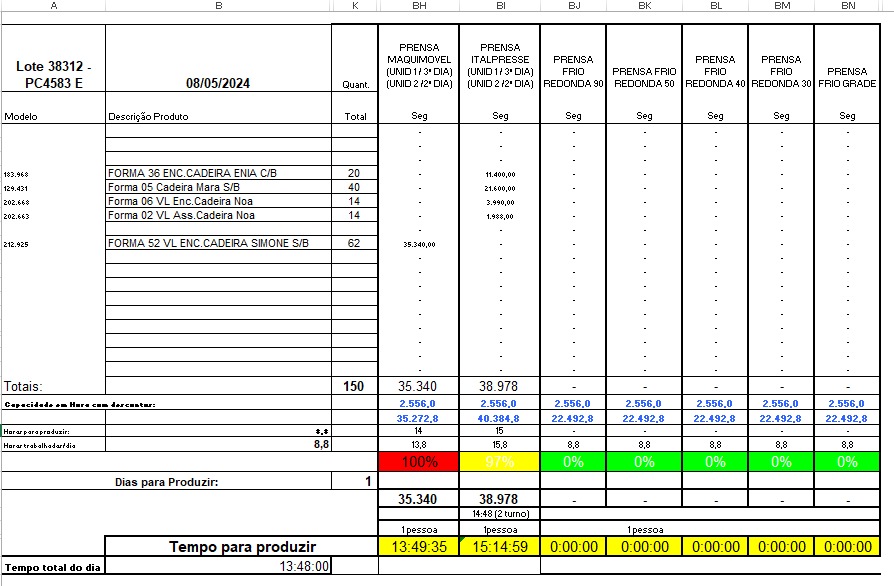 A B K BH BI BJ BK BL BM BN
Lote 38312 - PC4583 E
08/05/2024
Quant.
PRENSA MAQUIMOVEL (UNID 1 / 3ª DIA) (UNID 2 / 2ª DIA)
PRENSA ITALPRESSE (UNID 1 / 3ª DIA) (UNID 2 / 2ª DIA)
PRENSA FRIO REDONDA 90
PRENSA FRIO REDONDA 50
PRENSA FRIO REDONDA 40
PRENSA FRIO REDONDA 30
PRENSA FRIO GRADE
Modelo Descrição Produto Total Seg Seg Seg Seg Seg Seg Seg
- - - - - - -
- - - - - - -
- - - - - - -
183.968 FORMA 36 ENC.CADEIRA ENIA C/B 20 - 11.400,00 - - - - -
129.431 Forma 05 Cadeira Mara S/B 40 - 21.600,00 - - - - -
202.668 Forma 06 VL Enc.Cadeira Noa 14 - 3.990,00 - - - - -
202.663 Forma 02 VL Ass.Cadeira Noa 14 - 1.988,00 - - - - -
- - - - - - -
212.925 FORMA 52 VL ENC.CADEIRA SIMONE S/B 62 35.340,00 - - - - - -
- - - - - - -
- - - - - - -
- - - - - - -
- - - - - - -
- - - - - - -
- - - - - - -
- - - - - - -
- - - - - - -
- - - - - - -
Totais: 150 35.340 38.978 - - - - -
Capacidade em Hora com descontos: 2.556,0 2.556,0 2.556,0 2.556,0 2.556,0 2.556,0 2.556,0
35.272,8 40.384,8 22.492,8 22.492,8 22.492,8 22.492,8 22.492,8
Horas para produzir: 8,8 14 15 - - - - -
Horas trabalhadas/dia 8,8 13,8 15,8 8,8 8,8 8,8 8,8 8,8
100% 97% 0% 0% 0% 0% 0%
Dias para Produzir: 1
35.340 38.978 - - - - -
14:48 (2 turno)
1 pessoa 1 pessoa 1 pessoa
Tempo para produzir 13:49:35 15:14:59 0:00:00 0:00:00 0:00:00 0:00:00 0:00:00
Tempo total do dia 13:48:00